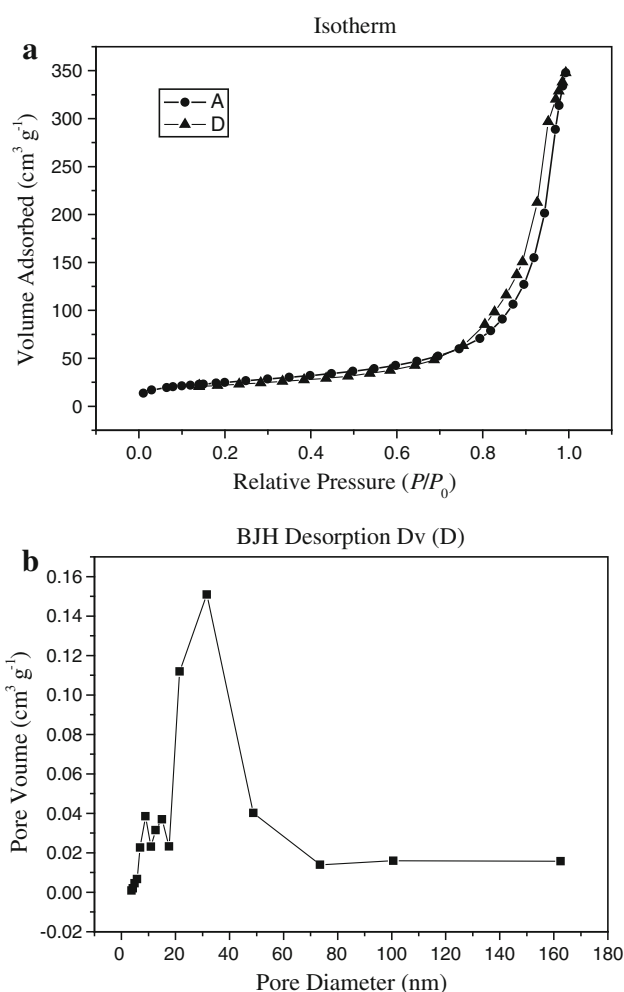 a
Isotherm
350
300
250
200
150
100
50
0
Volume Adsorbed (cm³ g⁻¹)
A
D
0.0 0.2 0.4 0.6 0.8 1.0
Relative Pressure (P/P₀)
b
BJH Desorption Dv (D)
0.16
0.14
0.12
0.10
0.08
0.06
0.04
0.02
0.00
-0.02
Pore Voume (cm³ g⁻¹)
0 20 40 60 80 100 120 140 160 180
Pore Diameter (nm)